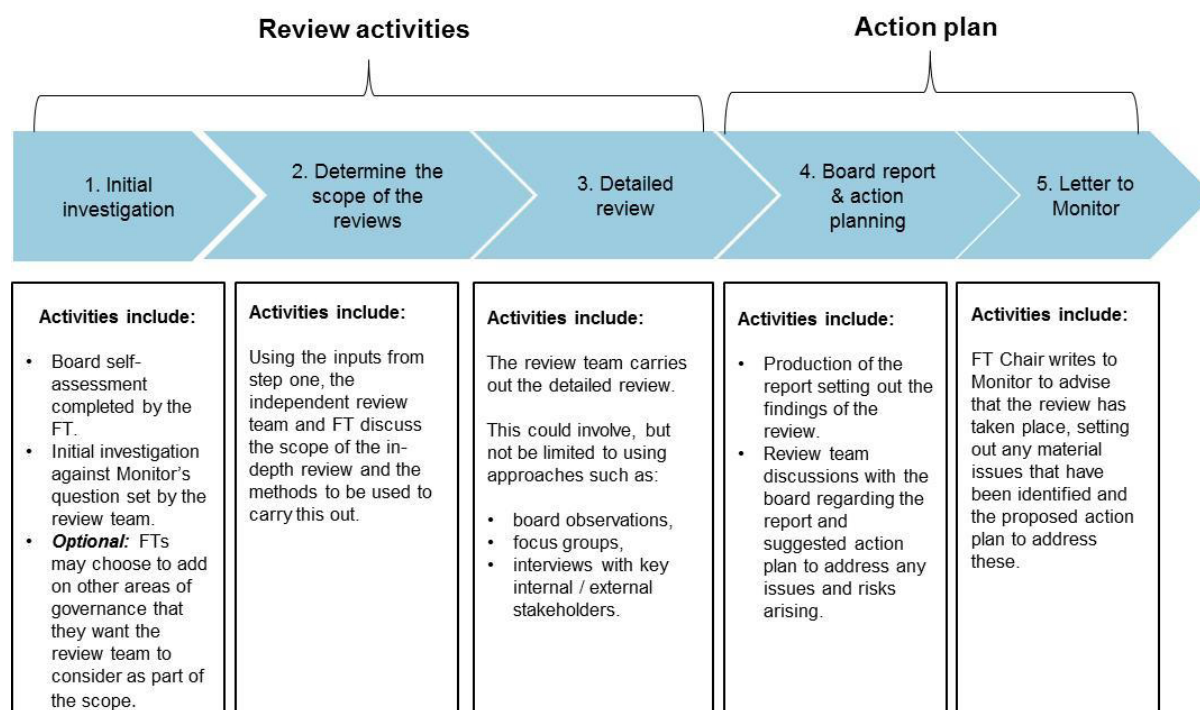 Review activities
Action plan
1. Initial
investigation
2. Determine the
scope of the
reviews
3. Detailed
review
4. Board report
& action
planning
5. Letter to
Monitor
Activities include:
• Board self-
assessment
completed by the
FT.
• Initial investigation
against Monitor’s
question set by the
review team.
• Optional: FTs
may choose to add
on other areas of
governance that
they want the
review team to
consider as part of
the scope.
Activities include:
Using the inputs from
step one, the
independent review
team and FT discuss
the scope of the in-
depth review and the
methods to be used to
carry this out.
Activities include:
The review team carries
out the detailed review.
This could involve, but
not be limited to using
approaches such as:
• board observations,
• focus groups,
• interviews with key
internal / external
stakeholders.
Activities include:
• Production of the
report setting out the
findings of the
review.
• Review team
discussions with the
board regarding the
report and
suggested action
plan to address any
issues and risks
arising.
Activities include:
FT Chair writes to
Monitor to advise
that the review has
taken place, setting
out any material
issues that have
been identified and
the proposed action
plan to address
these.